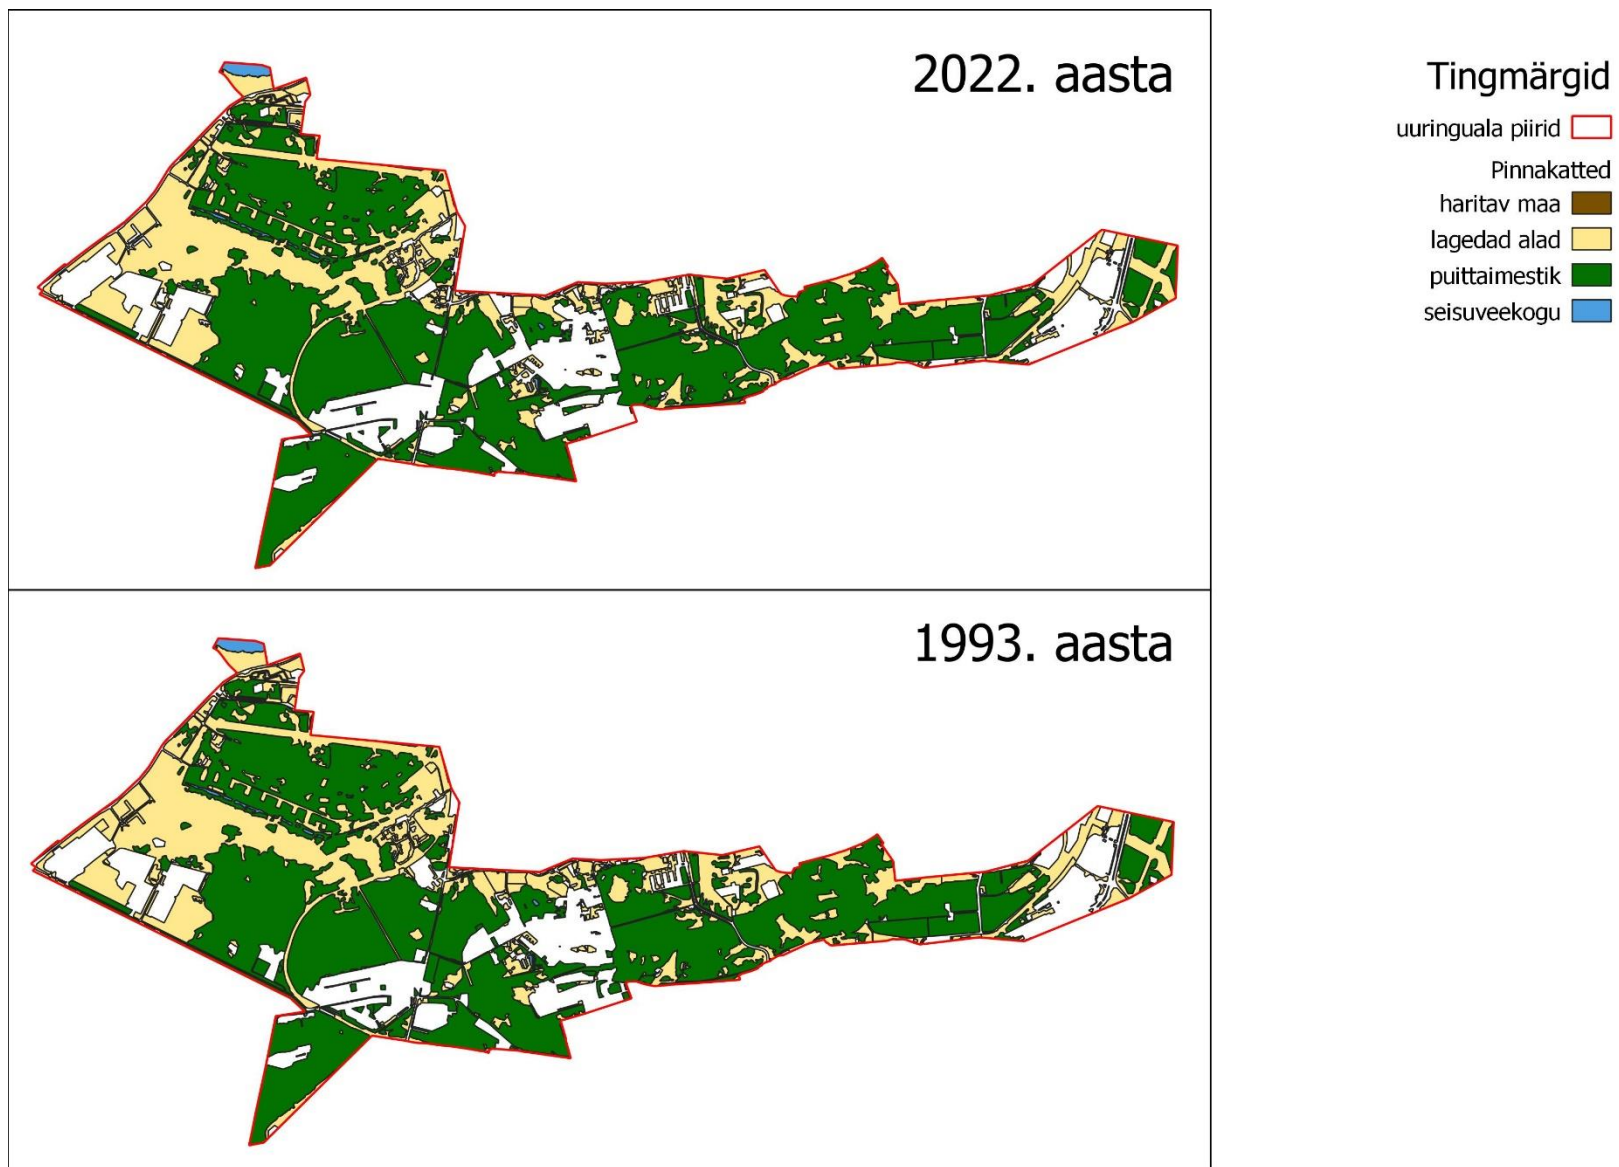 2022. aasta
Tingmärgid
uuringuala piirid
Pinnakatted
haritav maa
lagedad alad
puittaimestik
seisuveekogu
1993. aasta